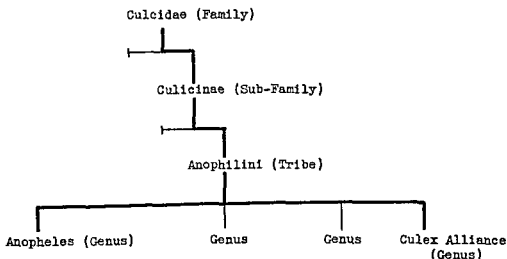 Culcidae (Family)
Culicinae (Sub-Family)
Anophilini (Tribe)
Anopheles (Genus)
Genus
Genus
Culex Alliance
(Genus)